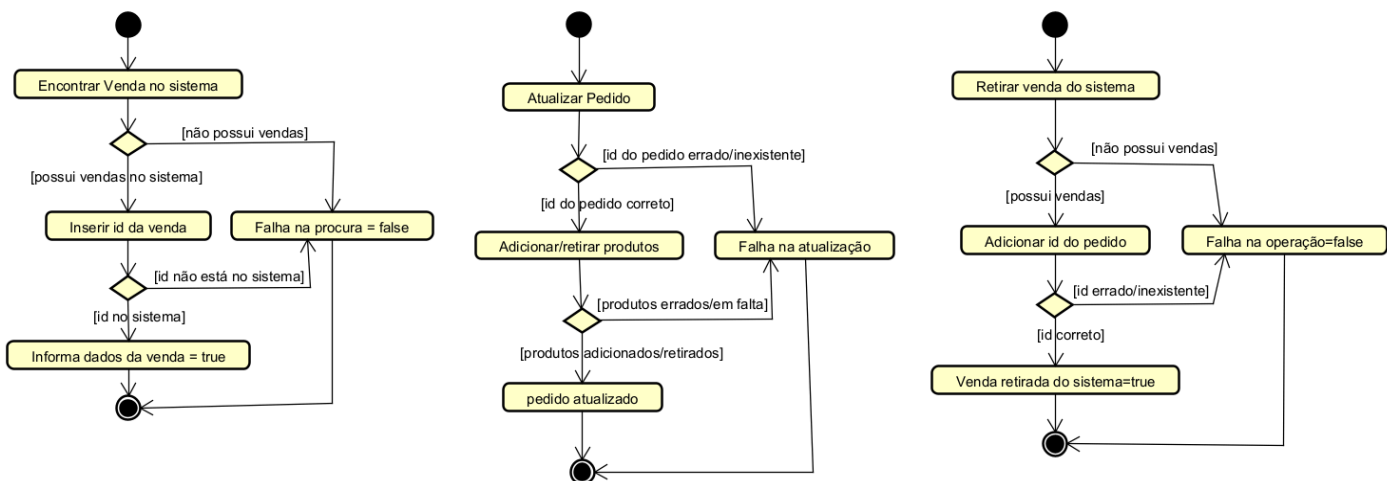 Encontrar Venda no sistema
[não possui vendas]
[possui vendas no sistema]
Inserir id da venda
Falha na procura = false
[id não está no sistema]
[id no sistema]
Informa dados da venda = true
Atualizar Pedido
[id do pedido errado/inexistente]
[id do pedido correto]
Adicionar/retirar produtos
Falha na atualização
[produtos errados/em falta]
[produtos adicionados/retirados]
pedido atualizado
Retirar venda do sistema
[não possui vendas]
[possui vendas]
Adicionar id do pedido
Falha na operação=false
[id errado/inexistente]
[id correto]
Venda retirada do sistema=true